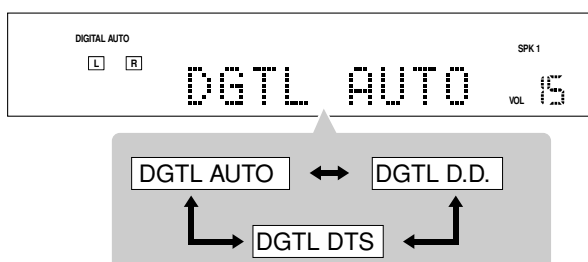 DIGITAL AUTO
SPK 1
L R
DGTL AUTO VOL 15
DGTL AUTO DGTL D.D.
DGTL DTS